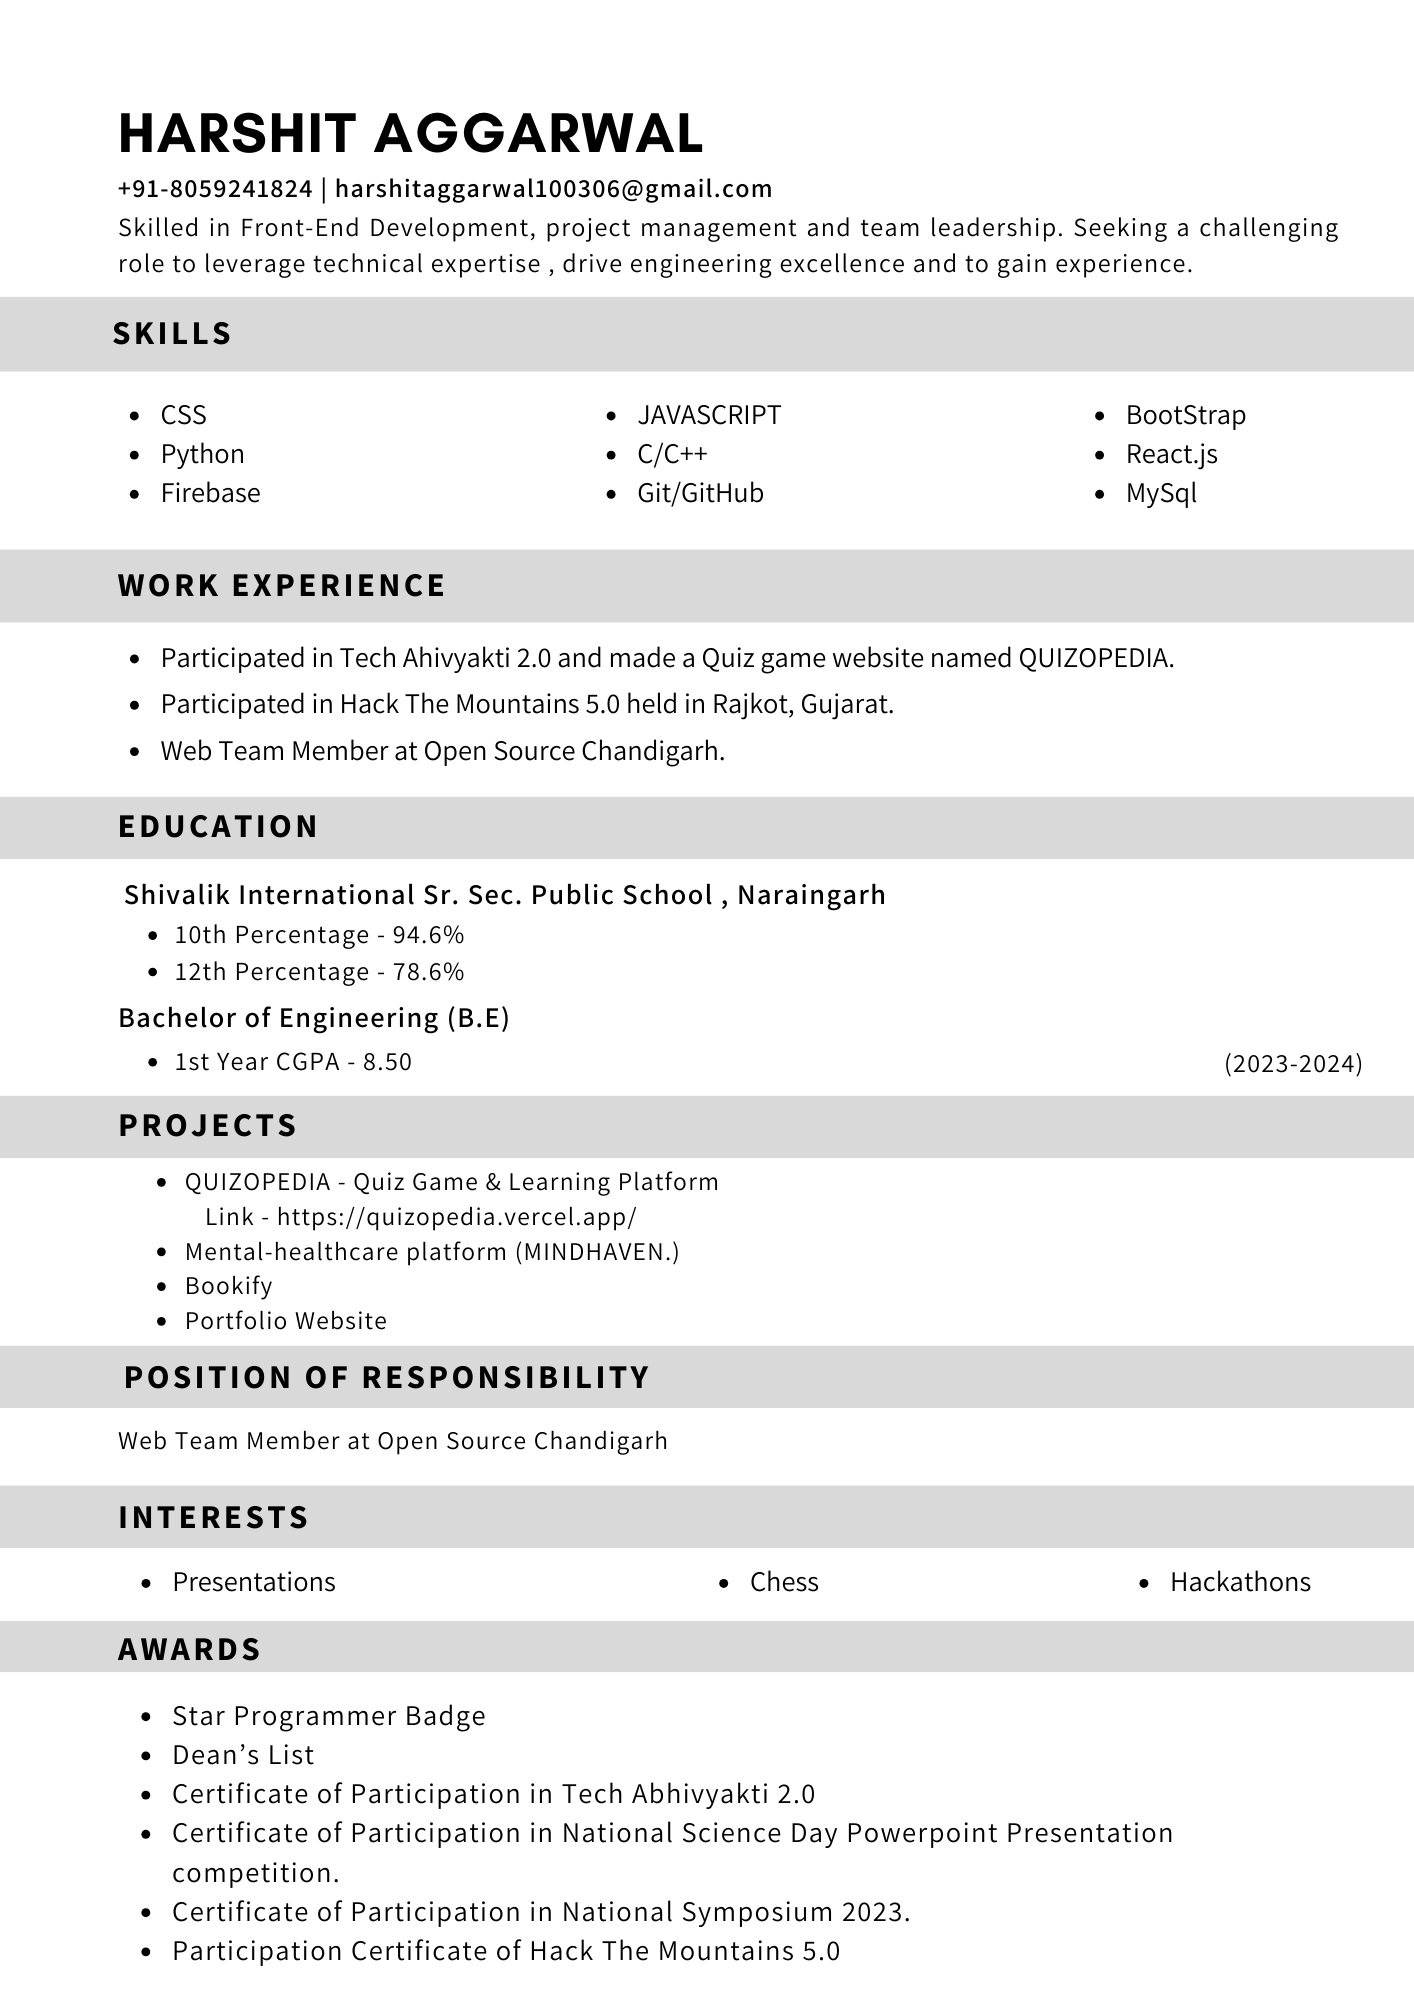 HARSHIT AGGARWAL
+91-8059241824 | harshitaggarwal100306@gmail.com
Skilled in Front-End Development, project management and team leadership. Seeking a challenging
role to leverage technical expertise , drive engineering excellence and to gain experience.
SKILLS
CSS
Python
Firebase
JAVASCRIPT
C/C++
Git/GitHub
BootStrap
React.js
MySql
WORK EXPERIENCE
Participated in Tech Ahivyakti 2.0 and made a Quiz game website named QUIZOPEDIA.
Participated in Hack The Mountains 5.0 held in Rajkot, Gujarat.
Web Team Member at Open Source Chandigarh.
EDUCATION
Shivalik International Sr. Sec. Public School , Naraingarh
10th Percentage - 94.6%
12th Percentage - 78.6%
Bachelor of Engineering (B.E)
1st Year CGPA - 8.50 (2023-2024)
PROJECTS
QUIZOPEDIA - Quiz Game & Learning Platform
Link - https://quizopedia.vercel.app/
Mental-healthcare platform (MINDHAVEN.)
Bookify
Portfolio Website
POSITION OF RESPONSIBILITY
Web Team Member at Open Source Chandigarh
INTERESTS
Presentations
Chess
Hackathons
AWARDS
Star Programmer Badge
Dean’s List
Certificate of Participation in Tech Abhivyakti 2.0
Certificate of Participation in National Science Day Powerpoint Presentation
competition.
Certificate of Participation in National Symposium 2023.
Participation Certificate of Hack The Mountains 5.0